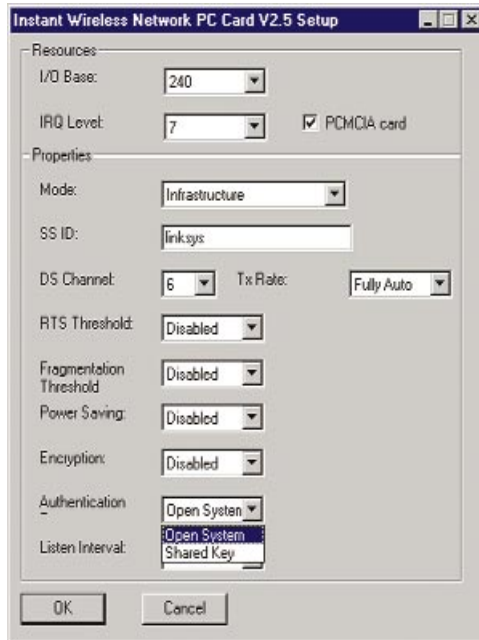 Instant Wireless Network PC Card V2.5 Setup
Resources
I/O Base: 240
IRQ Level: 7 PCMCIA card
Properties
Mode: Infrastructure
SS ID: linksys
DS Channel: 6 Tx Rate: Fully Auto
RTS Threshold: Disabled
Fragmentation Threshold Disabled
Power Saving: Disabled
Encryption: Disabled
Authentication Open System
Open System
Shared Key
Listen Interval:
OK Cancel